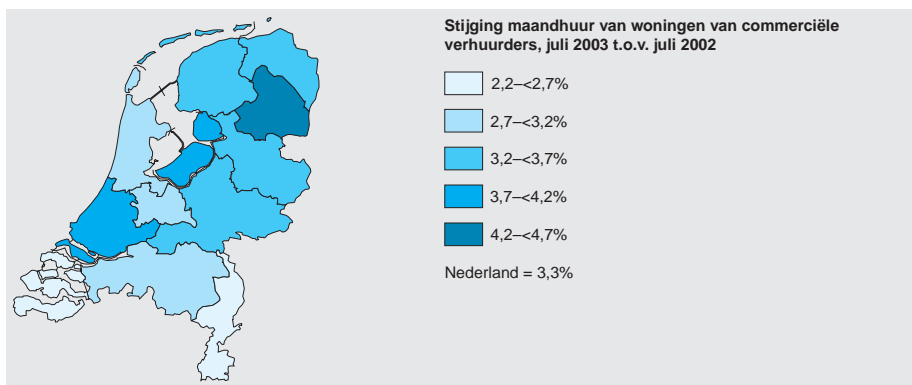 Stijging maandhuur van woningen van commerciële
verhuurders, juli 2003 t.o.v. juli 2002
2,2–<2,7%
2,7–<3,2%
3,2–<3,7%
3,7–<4,2%
4,2–<4,7%
Nederland = 3,3%